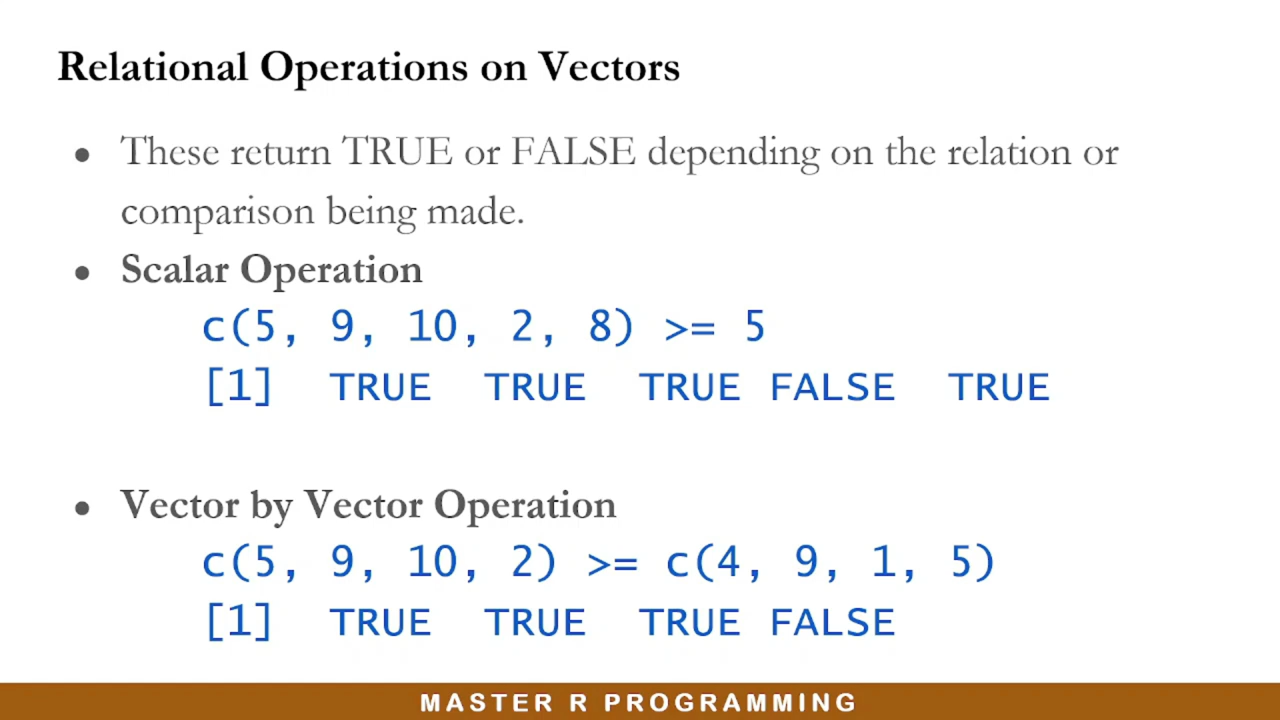 Relational Operations on Vectors
● These return TRUE or FALSE depending on the relation or
comparison being made.
● Scalar Operation
c(5, 9, 10, 2, 8) >= 5
[1]  TRUE  TRUE  TRUE FALSE  TRUE
● Vector by Vector Operation
c(5, 9, 10, 2) >= c(4, 9, 1, 5)
[1]  TRUE  TRUE  TRUE FALSE
MASTER R PROGRAMMING